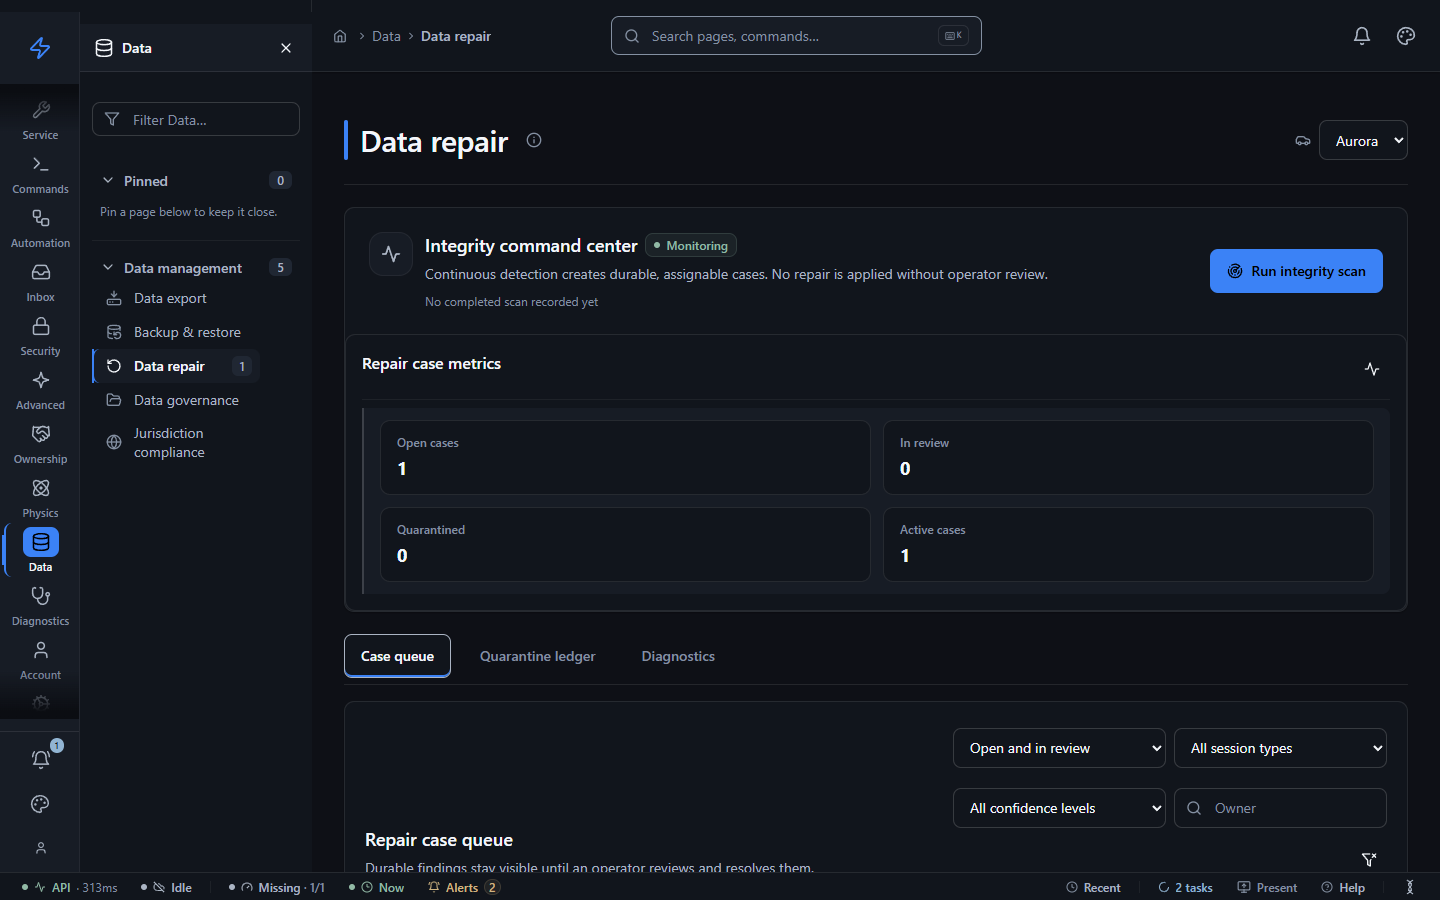 Service
Commands
Automation
Inbox
Security
Advanced
Ownership
Physics
Data
Diagnostics
Account
1
Data
Filter Data...
Pinned
0
Pin a page below to keep it close.
Data management
5
Data export
Backup & restore
Data repair
1
Data governance
Jurisdiction
compliance
Data
Data repair
Search pages, commands...
K
Data repair
Aurora
Integrity command center
Monitoring
Continuous detection creates durable, assignable cases. No repair is applied without operator review.
No completed scan recorded yet
Run integrity scan
Repair case metrics
Open cases
1
In review
0
Quarantined
0
Active cases
1
Case queue
Quarantine ledger
Diagnostics
Open and in review
All session types
All confidence levels
Owner
Repair case queue
Durable findings stay visible until an operator reviews and resolves them.
API · 313ms
Idle
Missing · 1/1
Now
Alerts 2
Recent
2 tasks
Present
Help